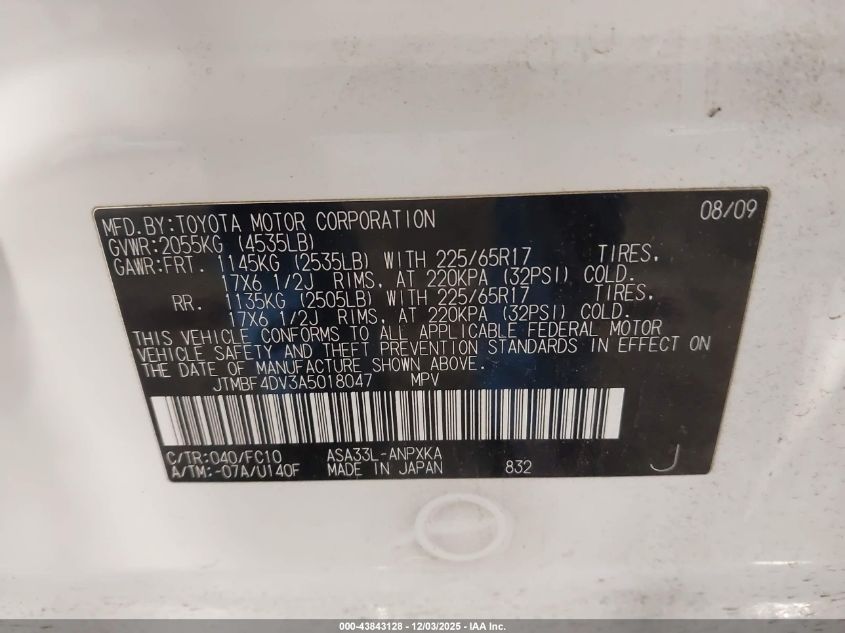 08/09
MFD.BY:TOYOTA MOTOR CORPORATION
GVWR:2055KG (4535LB)
GAWR:FRT. 1145KG (2535LB) WITH 225/65R17 TIRES,
17X6 1/2J RIMS, AT 220KPA (32PSI) COLD.
RR. 1135KG (2505LB) WITH 225/65R17 TIRES,
17X6 1/2J RIMS, AT 220KPA (32PSI) COLD.
THIS VEHICLE CONFORMS TO ALL APPLICABLE FEDERAL MOTOR
VEHICLE SAFETY AND THEFT PREVENTION STANDARDS IN EFFECT ON
THE DATE OF MANUFACTURE SHOWN ABOVE.
JTMBF4DV3A5018047 MPV
C/TR:040/FC10 ASA33L-ANPXKA
A/TM:-07A/U140F MADE IN JAPAN 832 J
000-43843128 - 12/03/2025 - IAA Inc.